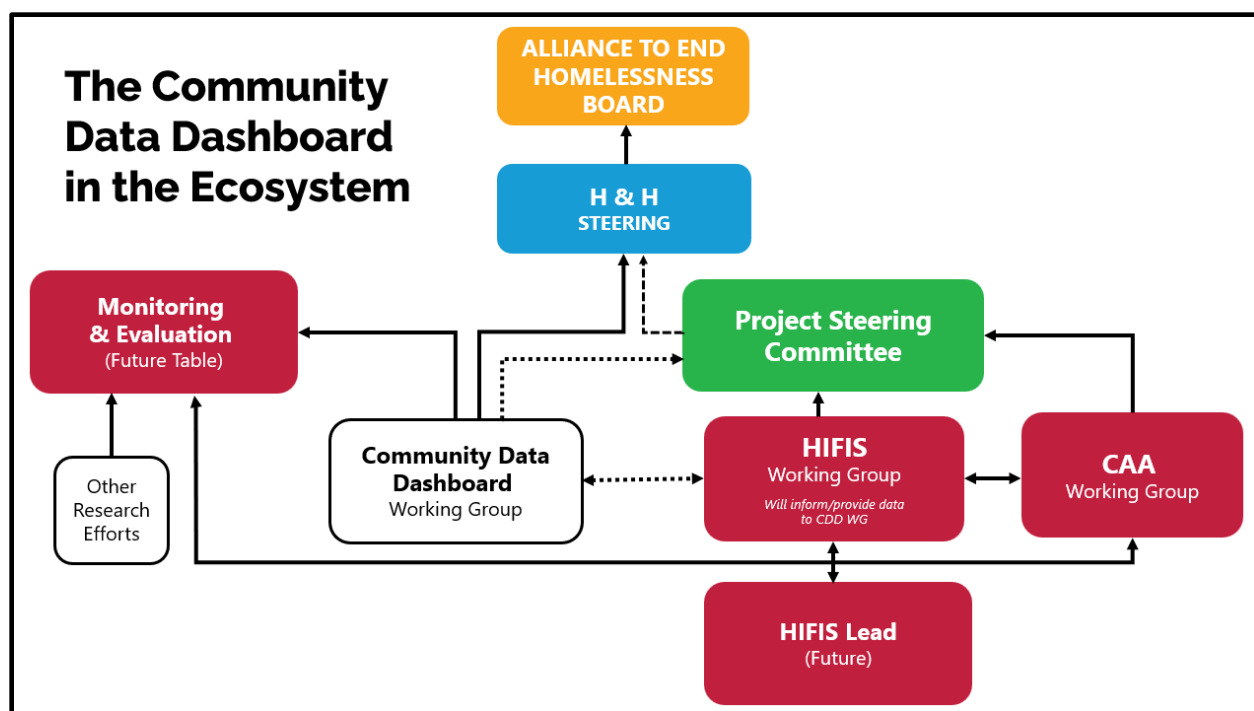 The Community
Data Dashboard
in the Ecosystem
ALLIANCE TO END
HOMELESSNESS
BOARD
H & H
STEERING
Monitoring
& Evaluation
(Future Table)
Project Steering
Committee
Other
Research
Efforts
Community Data
Dashboard
Working Group
HIFIS
Working Group
Will inform/provide data
to CDD WG
CAA
Working Group
HIFIS Lead
(Future)